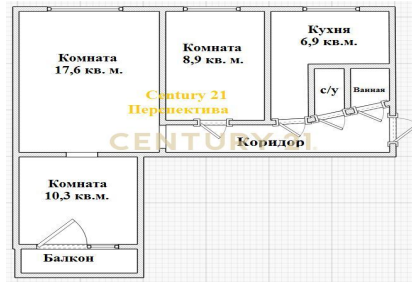 Кухня
6,9 кв.м.
Комната
17,6 кв. м.
Комната
8,9 кв. м.
с/у
Ванная
Century 21
Перспектива
CENTURY 21.
Коридор
Комната
10,3 кв.м.
Балкон